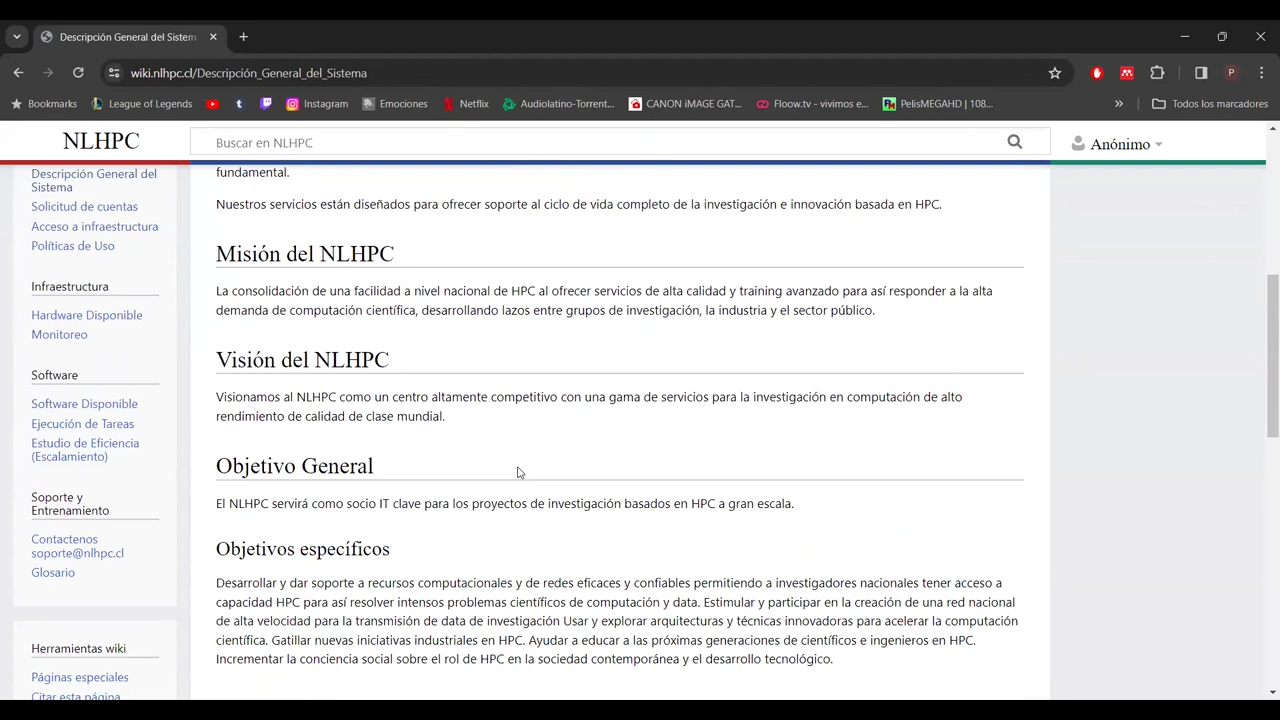 Descripción General del Sistem
wiki.nlhpc.cl/Descripción_General_del_Sistema
P
Bookmarks
League of Legends
Instagram
Emociones
Netflix
Audiolatino-Torrent...
CANON iMAGE GAT...
Floow.tv - vivimos e...
PelisMEGAHD | 108...
»
Todos los marcadores
NLHPC
Buscar en NLHPC
Anónimo
Descripción General del
Sistema
Solicitud de cuentas
Acceso a infraestructura
Políticas de Uso
Infraestructura
Hardware Disponible
Monitoreo
Software
Software Disponible
Ejecución de Tareas
Estudio de Eficiencia
(Escalamiento)
Soporte y
Entrenamiento
Contactenos
soporte@nlhpc.cl
Glosario
Herramientas wiki
Páginas especiales
Citar esta página
fundamental.
Nuestros servicios están diseñados para ofrecer soporte al ciclo de vida completo de la investigación e innovación basada en HPC.
Misión del NLHPC
La consolidación de una facilidad a nivel nacional de HPC al ofrecer servicios de alta calidad y training avanzado para así responder a la alta
demanda de computación científica, desarrollando lazos entre grupos de investigación, la industria y el sector público.
Visión del NLHPC
Visionamos al NLHPC como un centro altamente competitivo con una gama de servicios para la investigación en computación de alto
rendimiento de calidad de clase mundial.
Objetivo General
El NLHPC servirá como socio IT clave para los proyectos de investigación basados en HPC a gran escala.
Objetivos específicos
Desarrollar y dar soporte a recursos computacionales y de redes eficaces y confiables permitiendo a investigadores nacionales tener acceso a
capacidad HPC para así resolver intensos problemas científicos de computación y data. Estimular y participar en la creación de una red nacional
de alta velocidad para la transmisión de data de investigación Usar y explorar arquitecturas y técnicas innovadoras para acelerar la computación
científica. Gatillar nuevas iniciativas industriales en HPC. Ayudar a educar a las próximas generaciones de científicos e ingenieros en HPC.
Incrementar la conciencia social sobre el rol de HPC en la sociedad contemporánea y el desarrollo tecnológico.